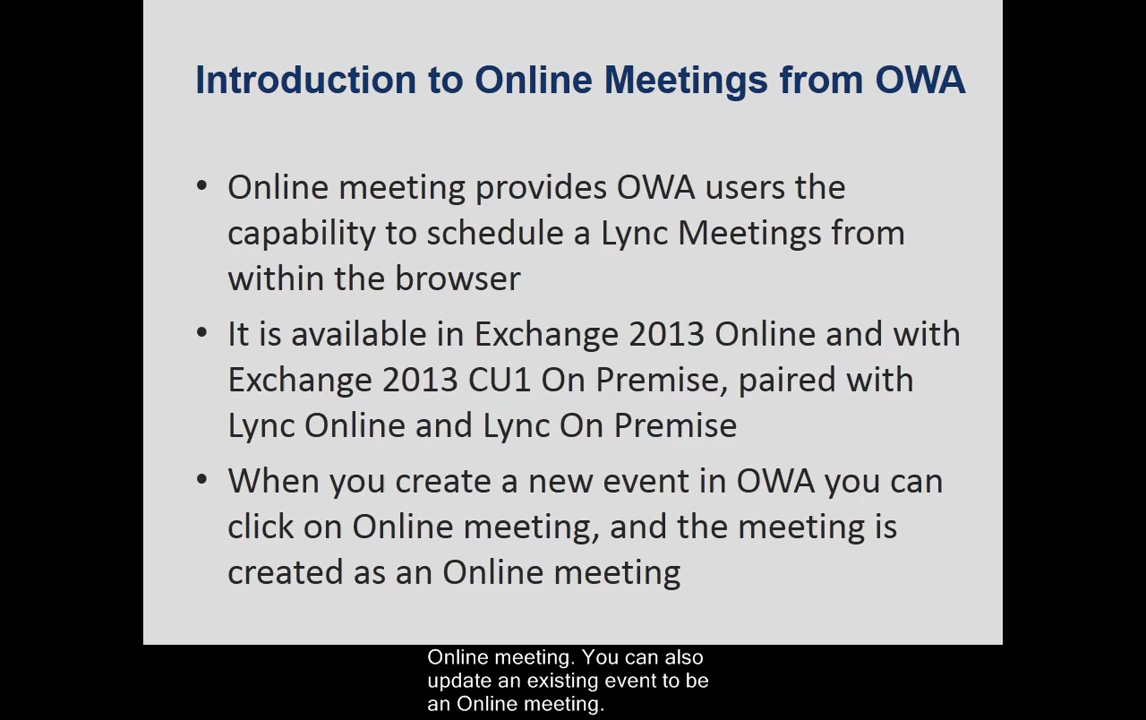 Introduction to Online Meetings from OWA
• Online meeting provides OWA users the
capability to schedule a Lync Meetings from
within the browser
• It is available in Exchange 2013 Online and with
Exchange 2013 CU1 On Premise, paired with
Lync Online and Lync On Premise
• When you create a new event in OWA you can
click on Online meeting, and the meeting is
created as an Online meeting
Online meeting. You can also
update an existing event to be
an Online meeting.